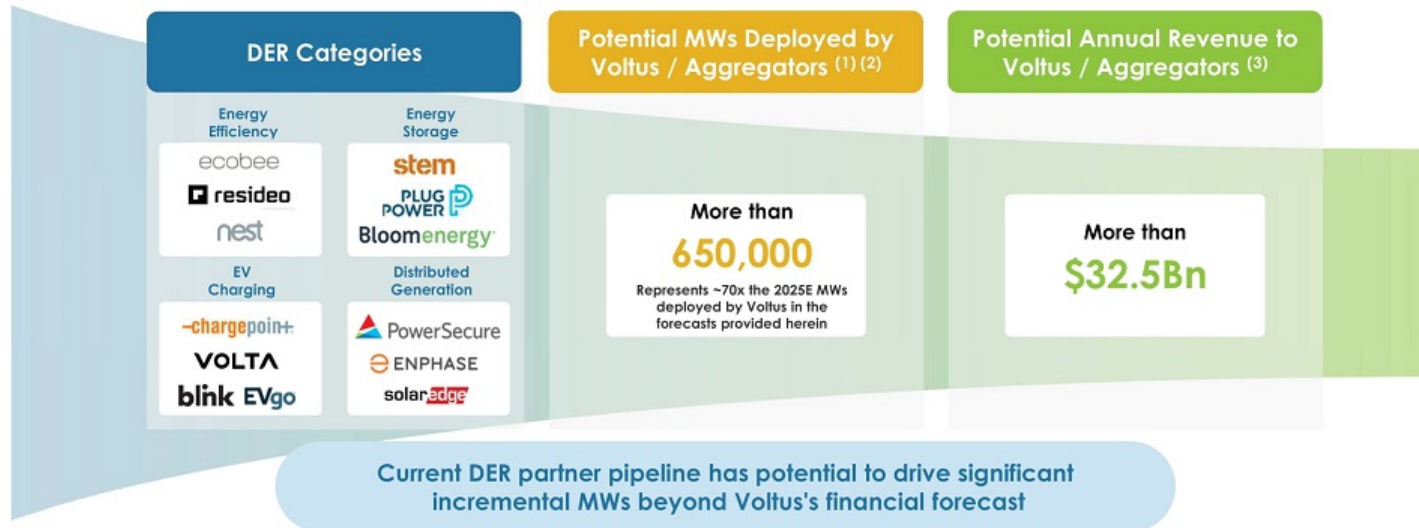 DER Categories
Potential MWs Deployed by
Voltus / Aggregators (1) (2)
Potential Annual Revenue to
Voltus / Aggregators (3)
Energy
Efficiency
ecobee
resideo
nest
Energy
Storage
stem
PLUG
POWER
Bloomenergy
EV
Charging
-chargepoin+.
VOLTA
blink EVgo
Distributed
Generation
PowerSecure
ENPHASE
solaredge
More than
650,000
Represents ~70x the 2025E MWs
deployed by Voltus in the
forecasts provided herein
More than
$32.5Bn
Current DER partner pipeline has potential to drive significant
incremental MWs beyond Voltus's financial forecast